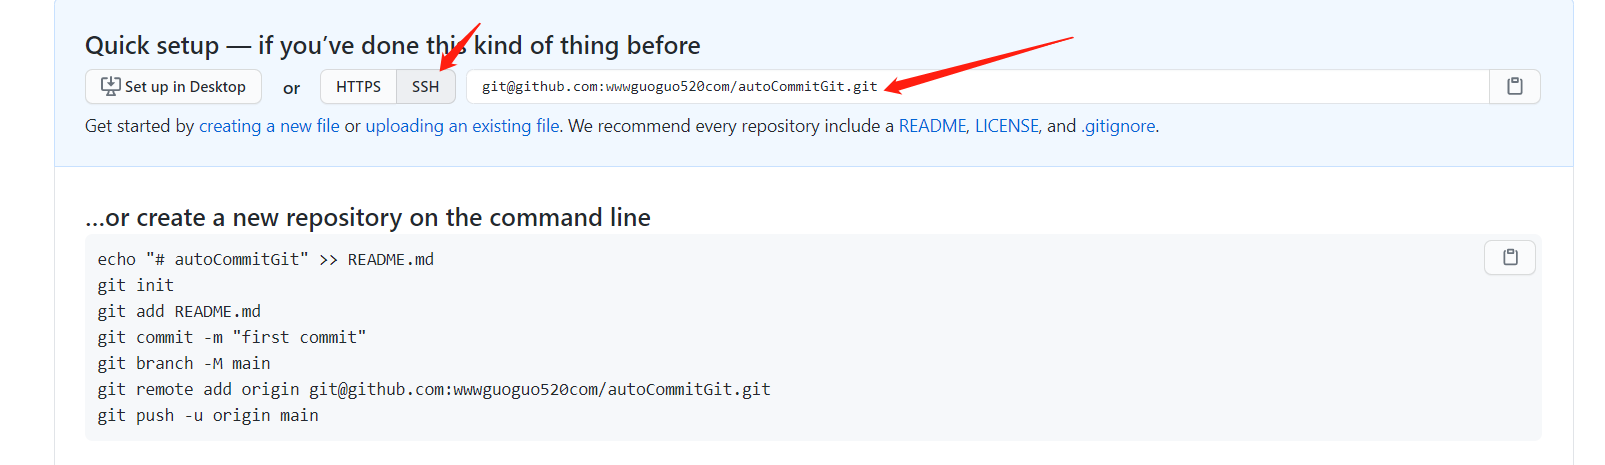 Quick setup — if you’ve done this kind of thing before
Set up in Desktop or HTTPS SSH git@github.com:wwwguoguo520com/autoCommitGit.git
Get started by creating a new file or uploading an existing file. We recommend every repository include a README, LICENSE, and .gitignore.
…or create a new repository on the command line
echo "# autoCommitGit" >> README.md
git init
git add README.md
git commit -m "first commit"
git branch -M main
git remote add origin git@github.com:wwwguoguo520com/autoCommitGit.git
git push -u origin main